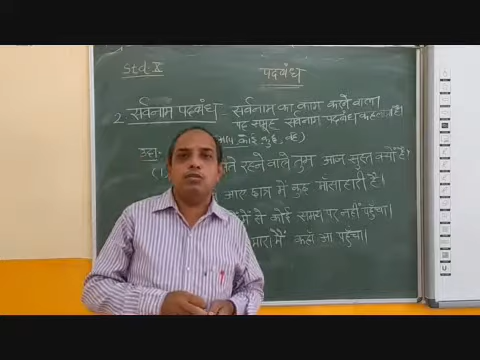 Std. X
पदबंध
2. सर्वनाम पदबंध सर्वनाम का काम करने वाला
पद समूह सर्वनाम पदबंध कहलाता है।
कोई, कुछ, वह)
उदा
(1) रहने वाले तुम आज सुस्त क्यों है?
आए छात्र में कुछ माँसाहारी है।
में से कोई समय पर नहीं पहुँचा।
मारा मैं कहाँ जा पहुँचा।